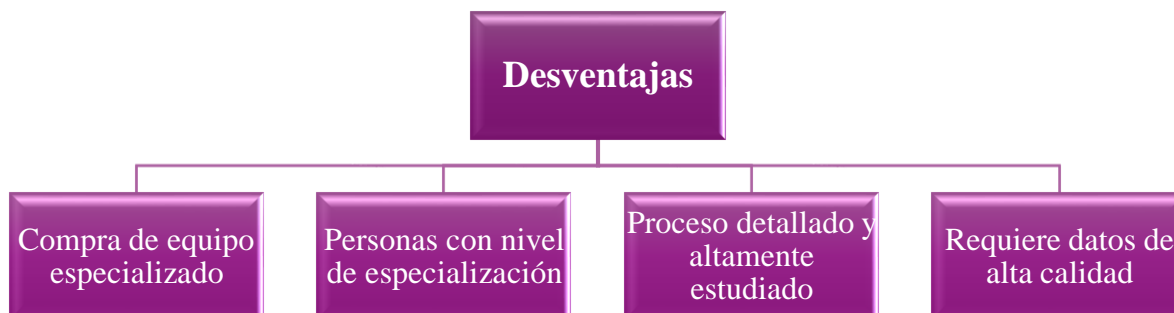 Desventajas
Compra de equipo
especializado
Personas con nivel
de especialización
Proceso detallado y
altamente
estudiado
Requiere datos de
alta calidad